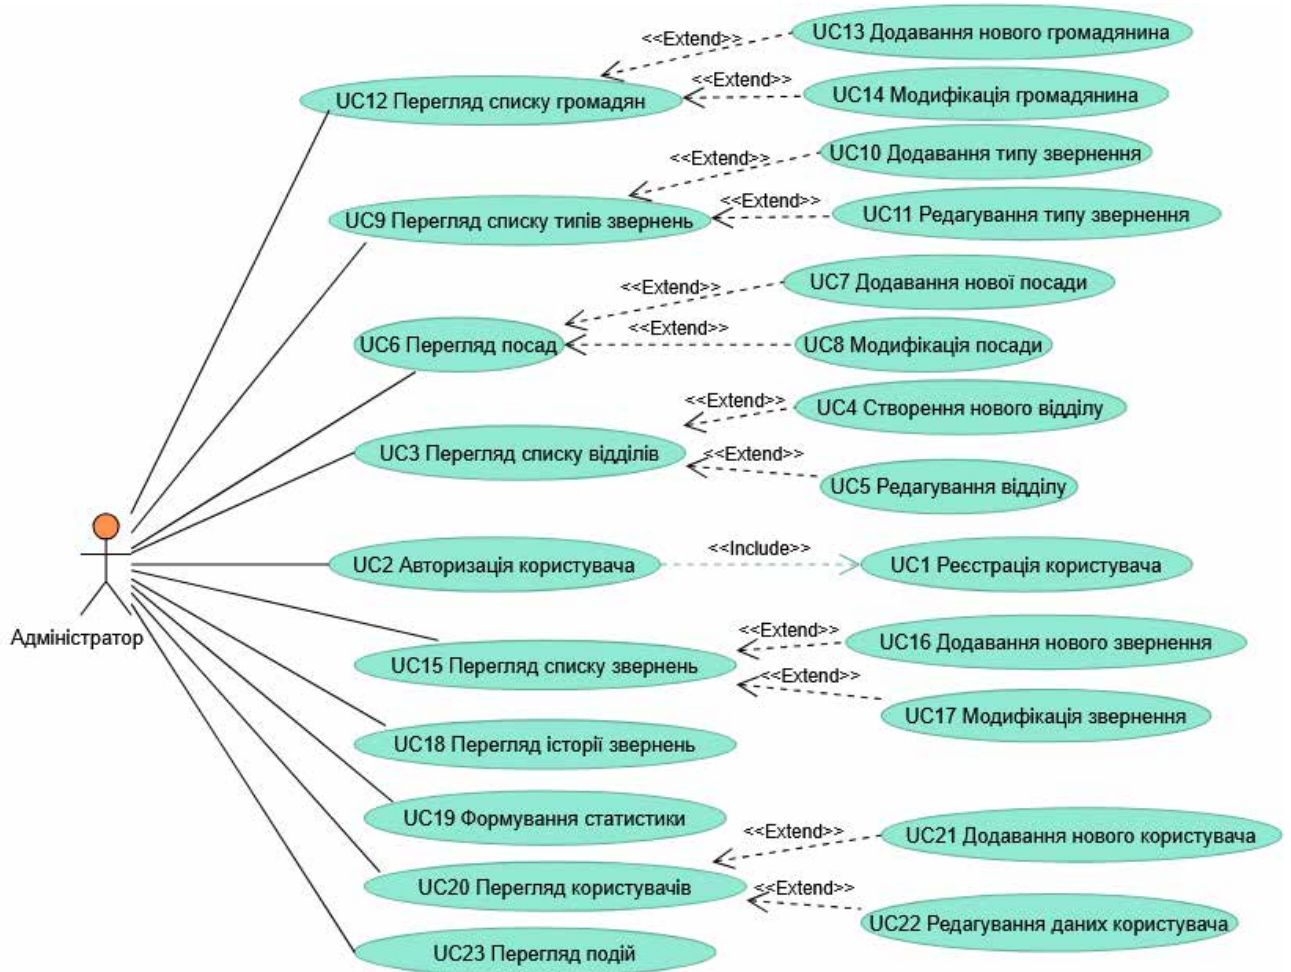 <<Extend>>
UC13 Додавання нового громадянина
<<Extend>>
UC12 Перегляд списку громадян
UC14 Модифікація громадянина
<<Extend>>
UC10 Додавання типу звернення
<<Extend>>
UC9 Перегляд списку типів звернень
UC11 Редагування типу звернення
<<Extend>>
UC7 Додавання нової посади
<<Extend>>
UC6 Перегляд посад
UC8 Модифікація посади
<<Extend>>
UC4 Створення нового відділу
UC3 Перегляд списку відділів
<<Extend>>
UC5 Редагування відділу
<<Include>>
UC2 Авторизація користувача
UC1 Реєстрація користувача
Адміністратор
<<Extend>>
UC16 Додавання нового звернення
UC15 Перегляд списку звернень
<<Extend>>
UC17 Модифікація звернення
UC18 Перегляд історії звернень
UC19 Формування статистики
<<Extend>>
UC21 Додавання нового користувача
UC20 Перегляд користувачів
<<Extend>>
UC22 Редагування даних користувача
UC23 Перегляд подій